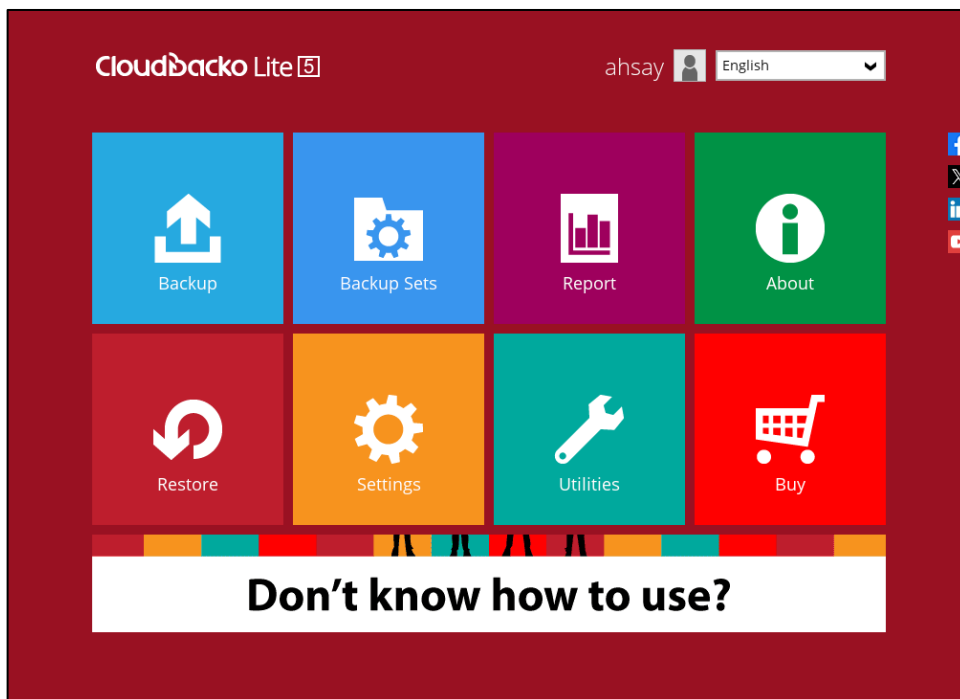 CloudBacko Lite 5
ahsay
English
Backup
Backup Sets
Report
About
Restore
Settings
Utilities
Buy
Don't know how to use?